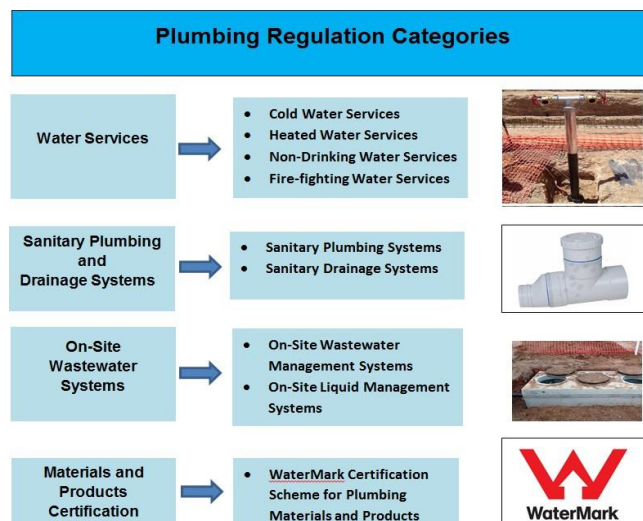 Plumbing Regulation Categories
Water Services
• Cold Water Services
• Heated Water Services
• Non-Drinking Water Services
• Fire-fighting Water Services
Sanitary Plumbing
and
Drainage Systems
• Sanitary Plumbing Systems
• Sanitary Drainage Systems
On-Site
Wastewater
Systems
• On-Site Wastewater
Management Systems
• On-Site Liquid Management
Systems
Materials and
Products
Certification
• WaterMark Certification
Scheme for Plumbing
Materials and Products
WaterMark